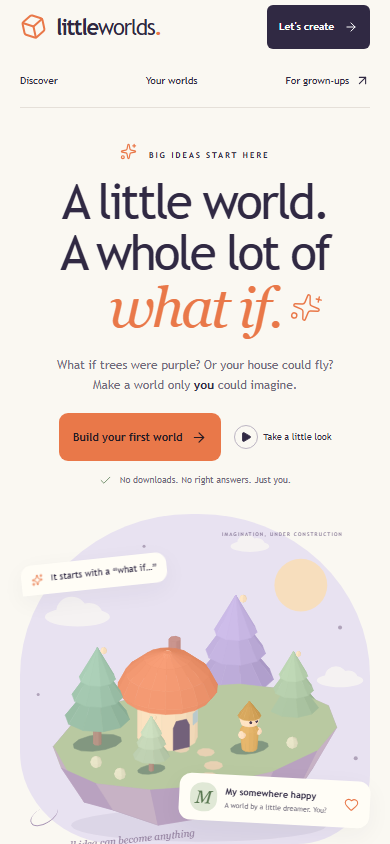 littleworlds.
Let's create
Discover
Your worlds
For grown-ups
BIG IDEAS START HERE
A little world.
A whole lot of
what if.
What if trees were purple? Or your house could fly?
Make a world only you could imagine.
Build your first world
Take a little look
No downloads. No right answers. Just you.
IMAGINATION, UNDER CONSTRUCTION
It starts with a “what if...”
M
My somewhere happy
A world by a little dreamer. You?
idea can become anything